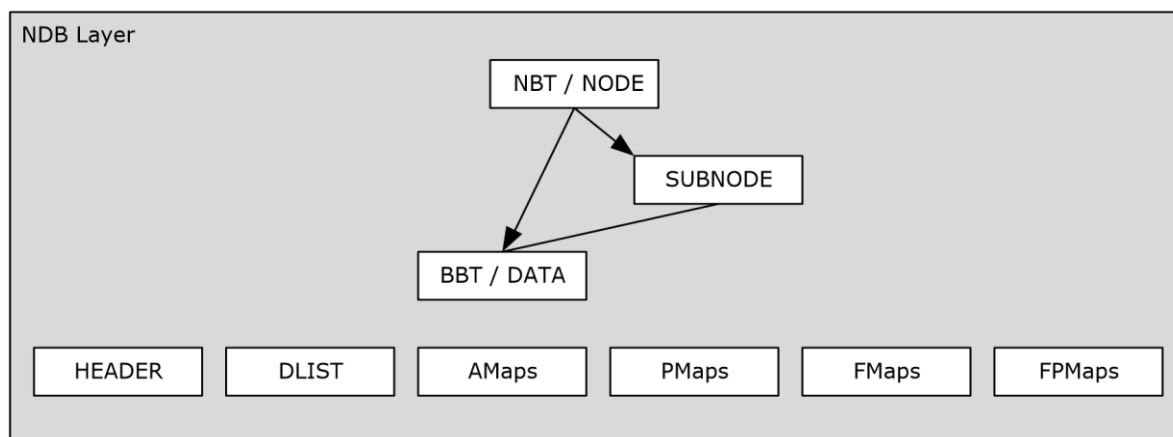 NDB Layer
NBT / NODE
SUBNODE
BBT / DATA
HEADER
DLIST
AMaps
PMaps
FMaps
FPMaps